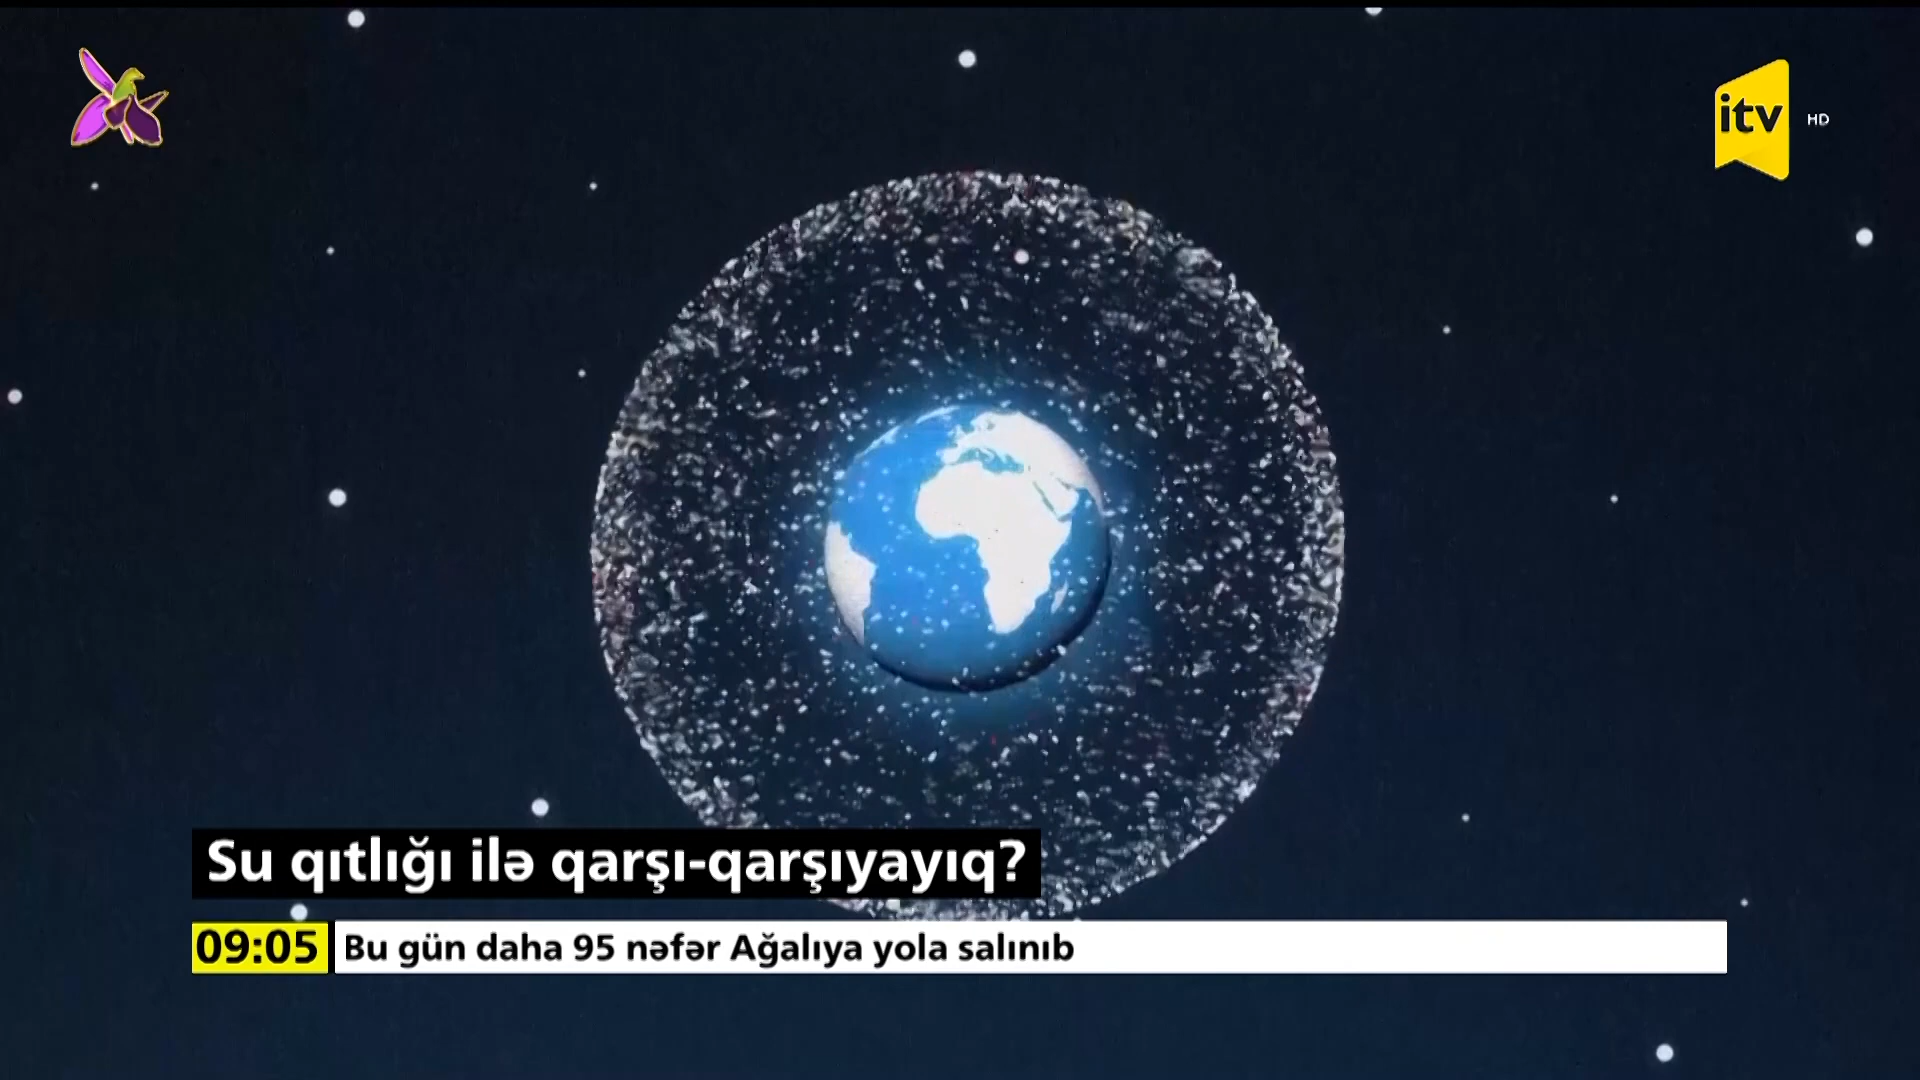 itv HD
Su qıtlığı ilə qarşı-qarşıyayıq?
09:05 Bu gün daha 95 nəfər Ağalıya yola salınıb